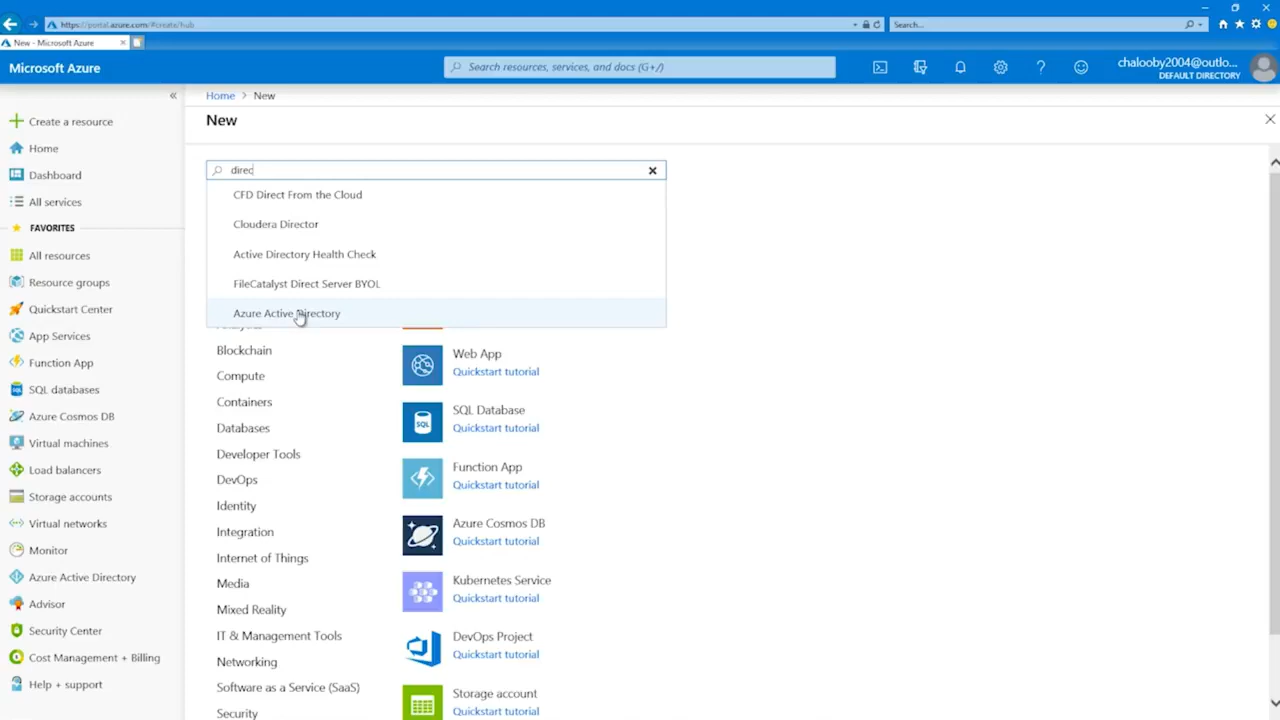 https://portal.azure.com/#create/hub
Search...
New - Microsoft Azure
Microsoft Azure
Search resources, services, and docs (G+/)
chalooby2004@outlo...
DEFAULT DIRECTORY
Home > New
New
Create a resource
Home
Dashboard
All services
FAVORITES
All resources
Resource groups
Quickstart Center
App Services
Function App
SQL databases
Azure Cosmos DB
Virtual machines
Load balancers
Storage accounts
Virtual networks
Monitor
Azure Active Directory
Advisor
Security Center
Cost Management + Billing
Help + support
direc
CFD Direct From the Cloud
Cloudera Director
Active Directory Health Check
FileCatalyst Direct Server BYOL
Azure Active Directory
Blockchain
Compute
Containers
Databases
Developer Tools
DevOps
Identity
Integration
Internet of Things
Media
Mixed Reality
IT & Management Tools
Networking
Software as a Service (SaaS)
Security
Web App
Quickstart tutorial
SQL Database
Quickstart tutorial
Function App
Quickstart tutorial
Azure Cosmos DB
Quickstart tutorial
Kubernetes Service
Quickstart tutorial
DevOps Project
Quickstart tutorial
Storage account
Quickstart tutorial